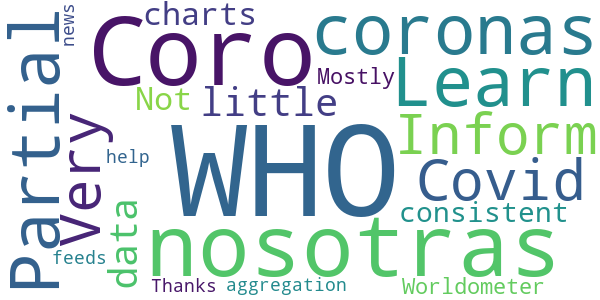 Partial
news
Very
Coro
charts
coronas
Mostly
Learn
Not
little
Inform
WHO
help
Covid
consistent
data
nosotras
feeds
Thanks
aggregation
Worldometer